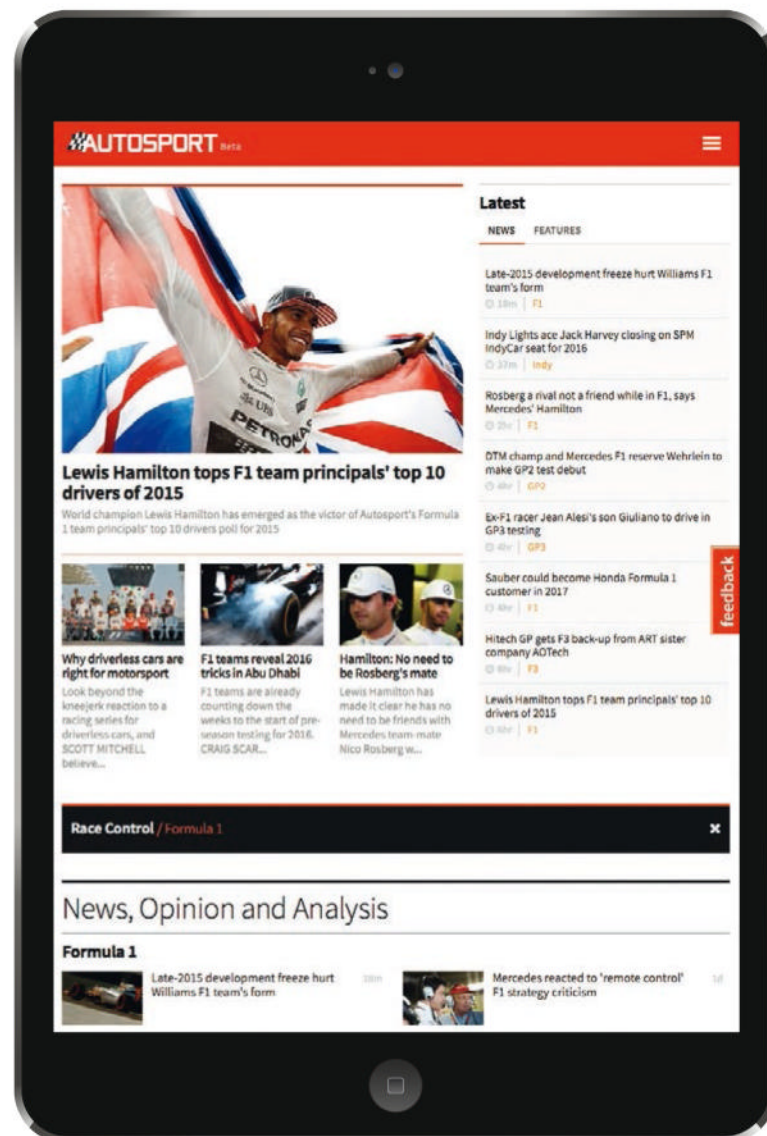 AUTOSPORT Beta
UBS
PETRONAS
Lewis Hamilton tops F1 team principals' top 10
drivers of 2015
World champion Lewis Hamilton has emerged as the victor of Autosport's Formula
1 team principals' top 10 drivers poll for 2015
Why driverless cars are
right for motorsport
Look beyond the
kneejerk reaction to a
racing series for
driverless cars, and
SCOTT MITCHELL
believe...
F1 teams reveal 2016
tricks in Abu Dhabi
F1 teams are already
counting down the
weeks to the start of pre-
season testing for 2016.
CRAIG SCAR...
Hamilton: No need to
be Rosberg's mate
Lewis Hamilton has
made it clear he has no
need to be friends with
Mercedes team-mate
Nico Rosberg w...
Latest
NEWS FEATURES
Late-2015 development freeze hurt Williams F1
team's form
18m | F1
Indy Lights ace Jack Harvey closing on SPM
IndyCar seat for 2016
37m | Indy
Rosberg a rival not a friend while in F1, says
Mercedes' Hamilton
2hr | F1
DTM champ and Mercedes F1 reserve Wehrlein to
make GP2 test debut
4hr | GP2
Ex-F1 racer Jean Alesi's son Giuliano to drive in
GP3 testing
4hr | GP3
Sauber could become Honda Formula 1
customer in 2017
4hr | F1
Hitech GP gets F3 back-up from ART sister
company AOTech
| F3
Lewis Hamilton tops F1 team principals' top 10
drivers of 2015
| F1
feedback
Race Control / Formula 1
News, Opinion and Analysis
Formula 1
Late-2015 development freeze hurt 18m
Williams F1 team's form
Mercedes reacted to 'remote control' 1d
F1 strategy criticism